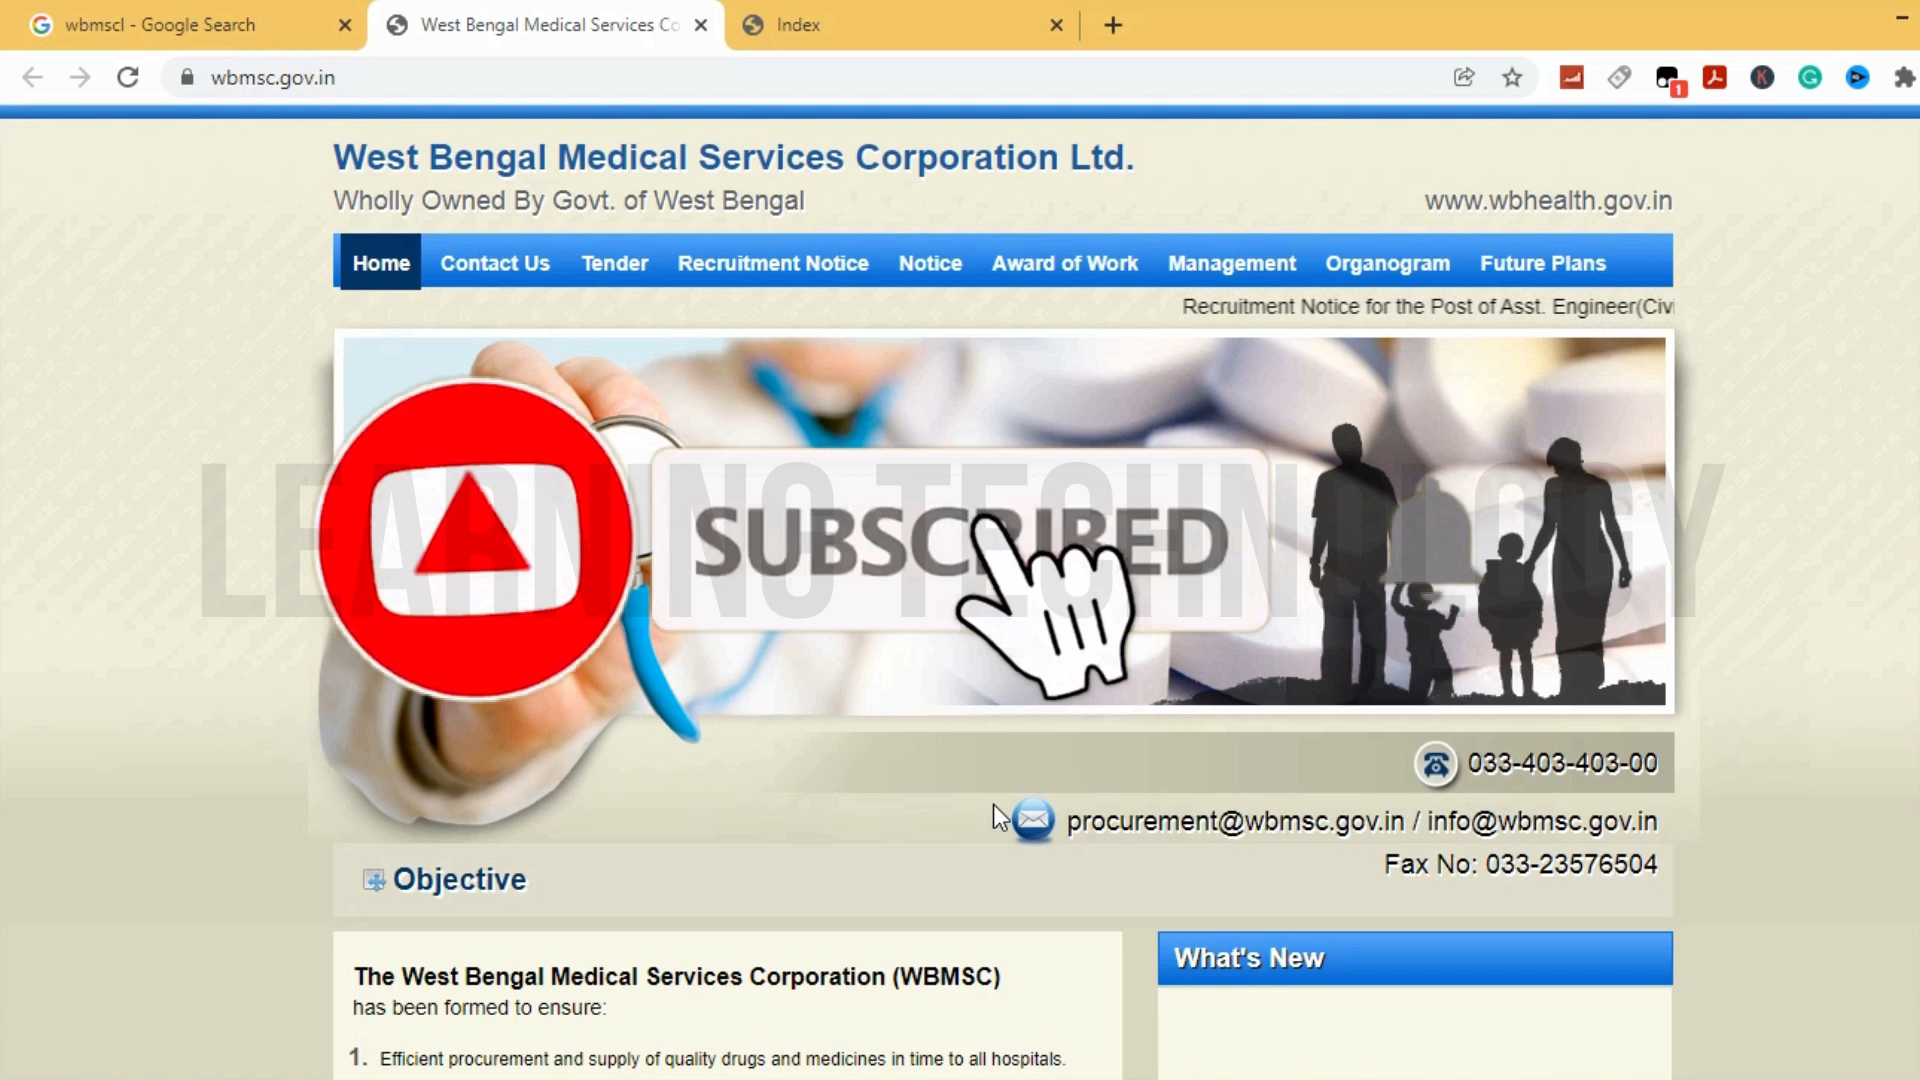 wbmscl - Google Search
West Bengal Medical Services Co
Index
wbmsc.gov.in
1
West Bengal Medical Services Corporation Ltd.
Wholly Owned By Govt. of West Bengal
www.wbhealth.gov.in
Home Contact Us Tender Recruitment Notice Notice Award of Work Management Organogram Future Plans
Recruitment Notice for the Post of Asst. Engineer(Civi
LEARNING TECHNOLOGY
SUBSCRIBED
033-403-403-00
procurement@wbmsc.gov.in / info@wbmsc.gov.in
Fax No: 033-23576504
Objective
The West Bengal Medical Services Corporation (WBMSC)
has been formed to ensure:
1. Efficient procurement and supply of quality drugs and medicines in time to all hospitals.
What's New